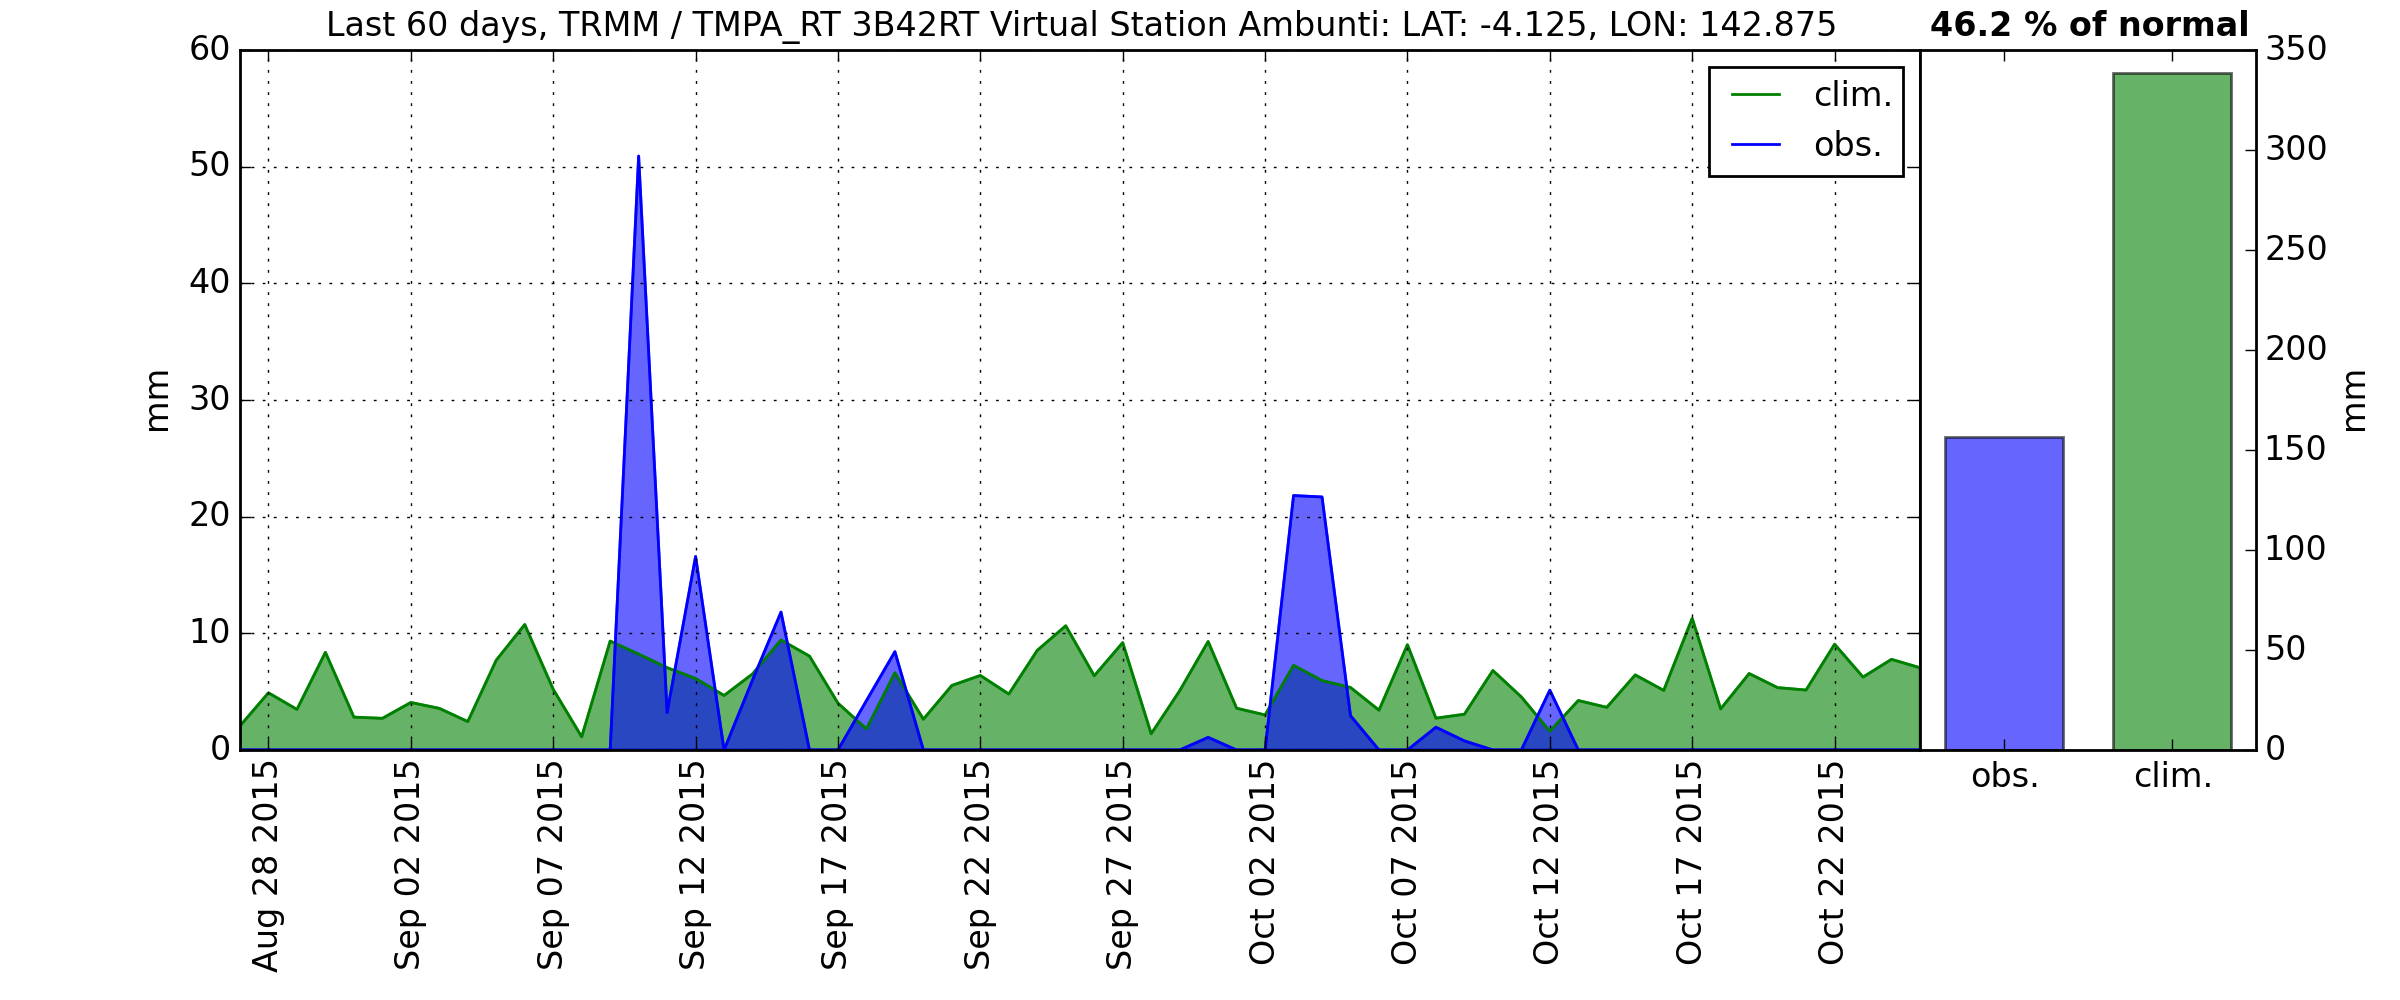 Last 60 days, TRMM / TMPA_RT 3B42RT Virtual Station Ambunti: LAT: -4.125, LON: 142.875
46.2 % of normal
60
50
40
30
20
10
0
mm
clim.
obs.
350
300
250
200
150
100
50
0
mm
Aug 28 2015
Sep 02 2015
Sep 07 2015
Sep 12 2015
Sep 17 2015
Sep 22 2015
Sep 27 2015
Oct 02 2015
Oct 07 2015
Oct 12 2015
Oct 17 2015
Oct 22 2015
obs.
clim.